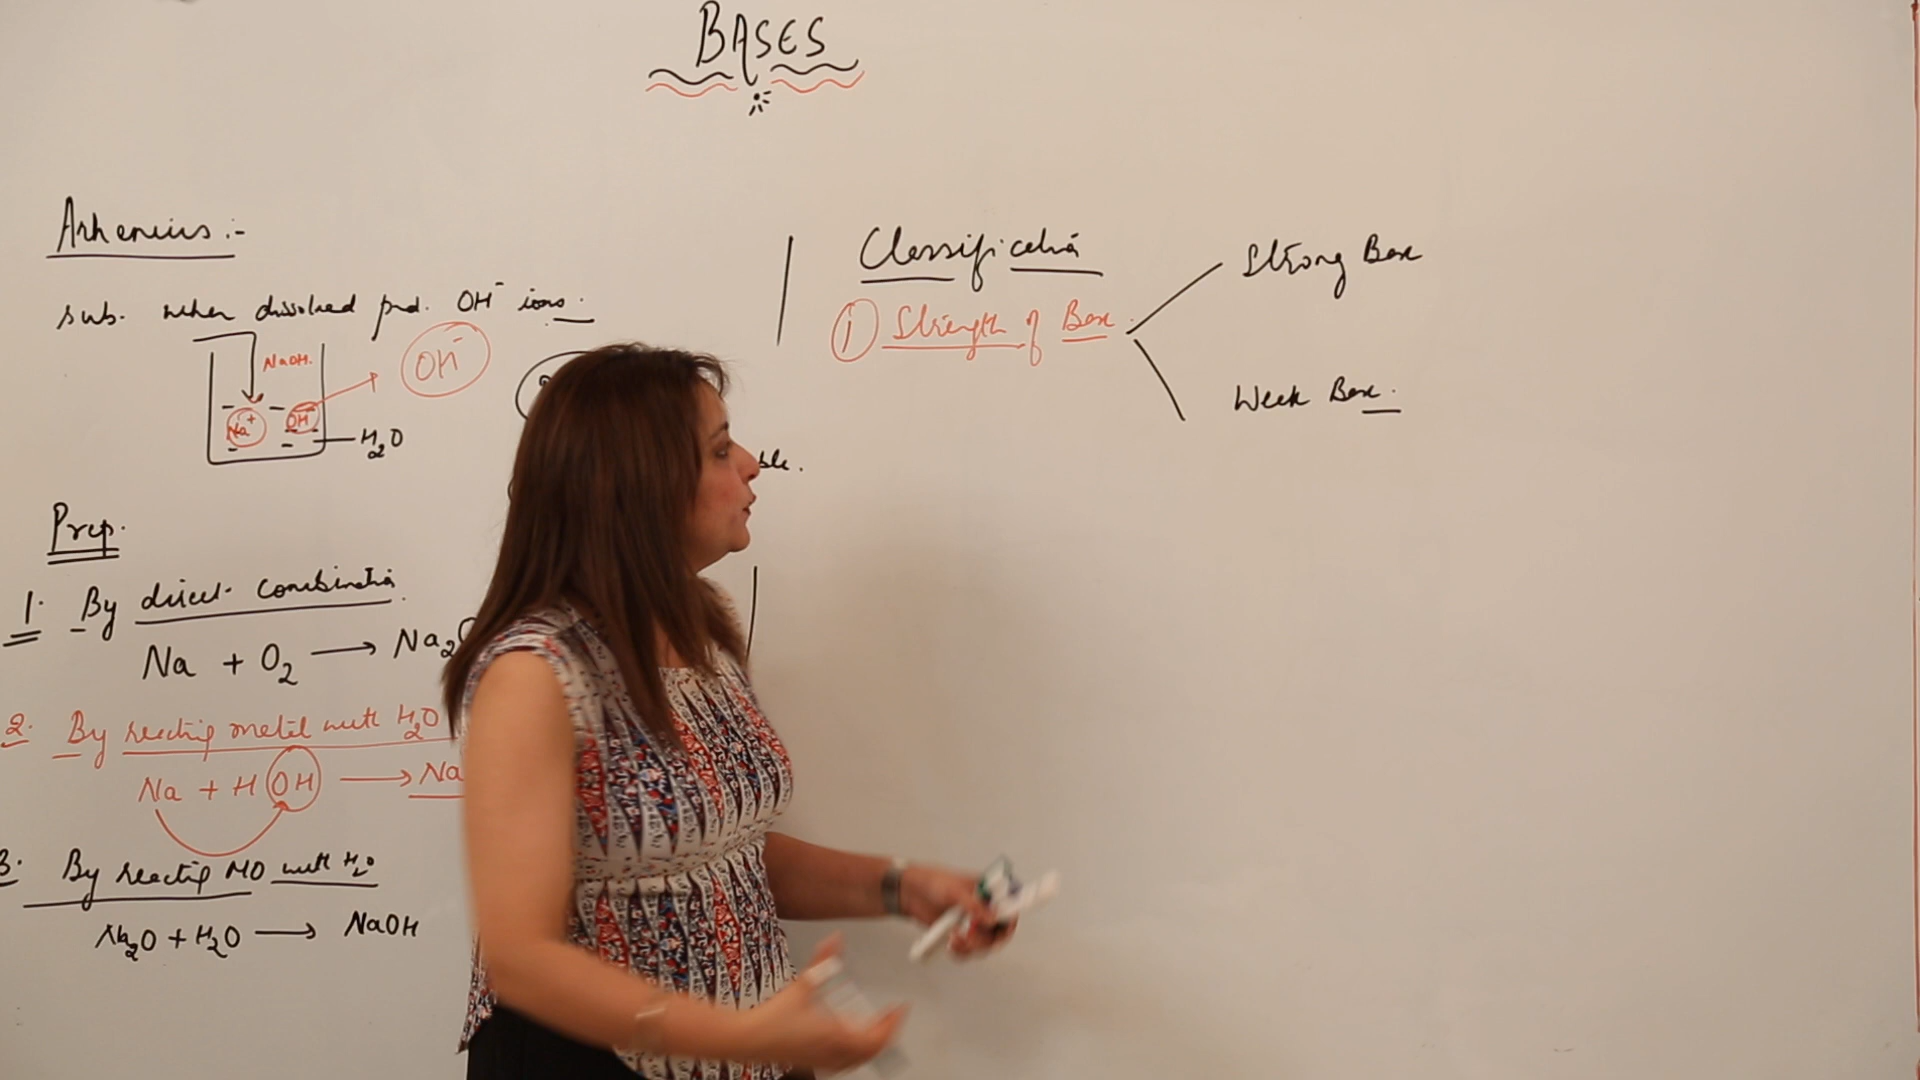 BASES
Arhenius :-
sub. when dissolved prod. OH⁻ ions.
NaOH.
OH⁻
Na⁺ OH⁻
H₂O
ble.
Prep.
1. By direct combination
Na + O₂ → Na₂O
2. By reacting metal with H₂O
Na + H OH → Na
3. By reacting MO with H₂O
Na₂O + H₂O → NaOH
Classification
① Strength of Base
Strong Base
Weak Base.